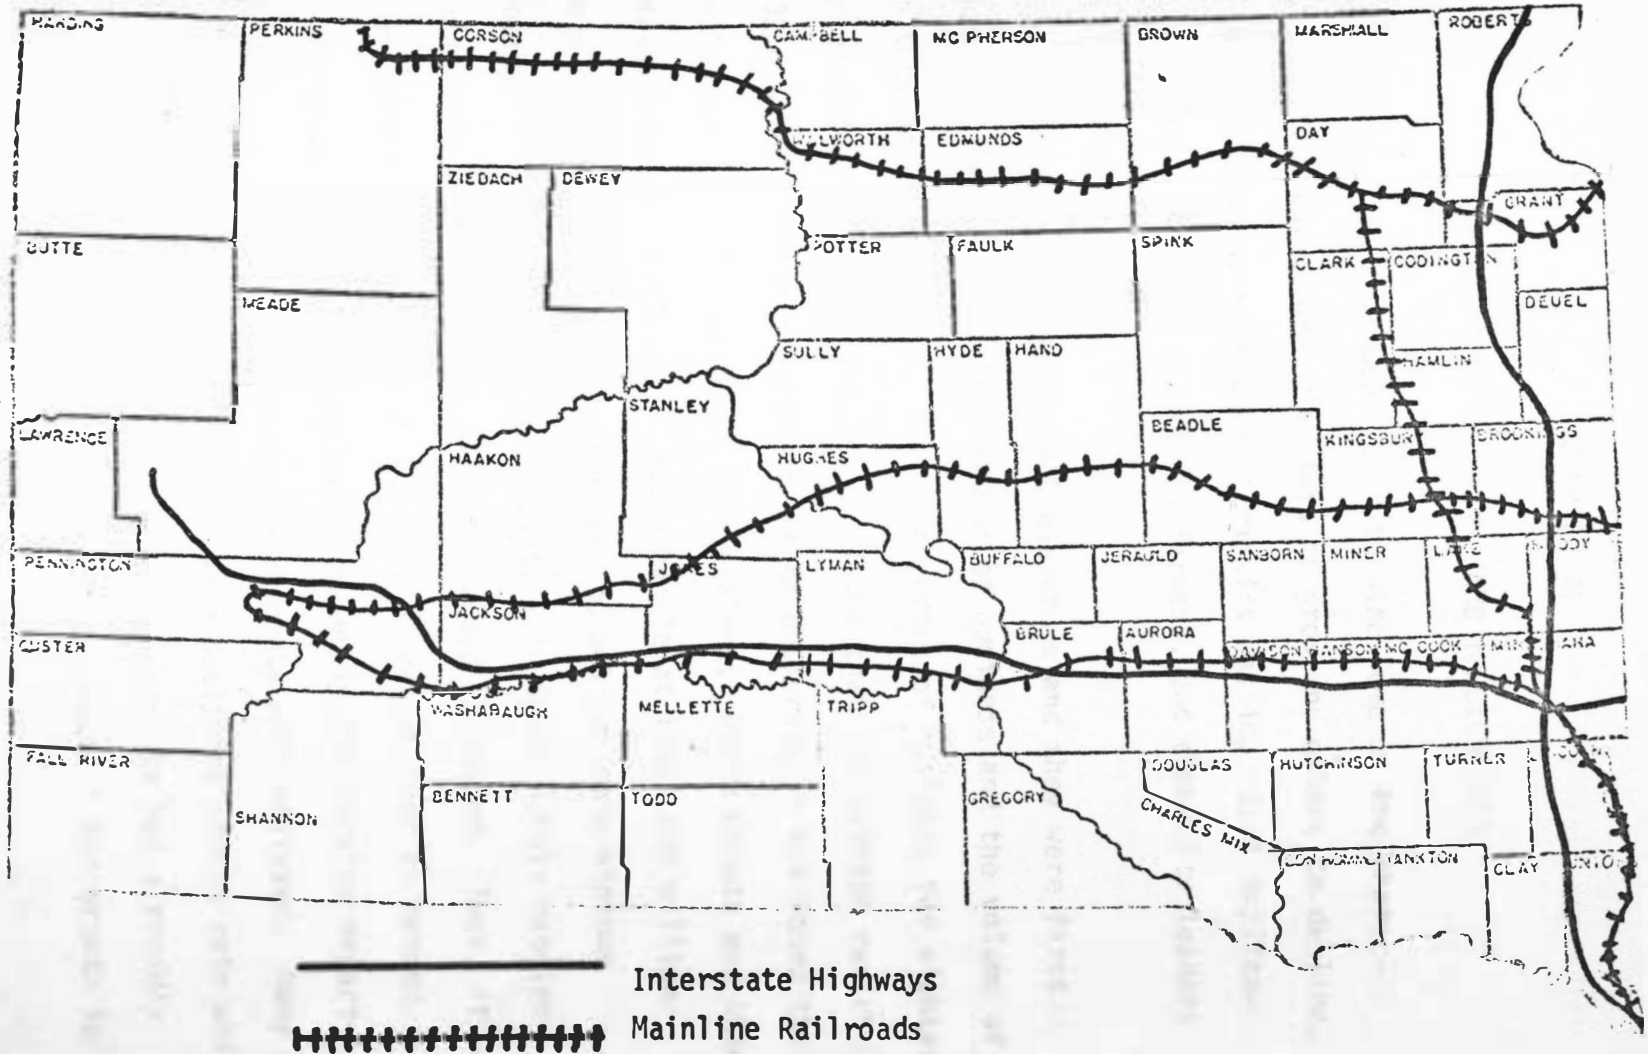 HARDING
PERKINS
CORSON
CAMPBELL
MC PHERSON
BROWN
MARSHALL
ROBERTS
WALWORTH
EDMUNDS
DAY
GRANT
ZIEBACH
DEWEY
BUTTE
MEADE
POTTER
FAULK
SPINK
CLARK
CODINGTON
DEUEL
SULLY
HYDE
HAND
HAMLIN
LAWRENCE
HAAKON
STANLEY
HUGHES
BEADLE
KINGSBURY
BROOKINGS
PENNINGTON
JACKSON
JONES
LYMAN
BUFFALO
JERAULD
SANBORN
MINER
LAKE
CUSTER
BRULE
AURORA
DAVISON
HANSON
MC COOK
WASHABAUGH
MELLETTE
TRIPP
FALL RIVER
SHANNON
BENNETT
TODD
GREGORY
DOUGLAS
CHARLES MIX
HUTCHINSON
TURNER
BON HOMME
YANKTON
CLAY
UNION
Interstate Highways
Mainline Railroads